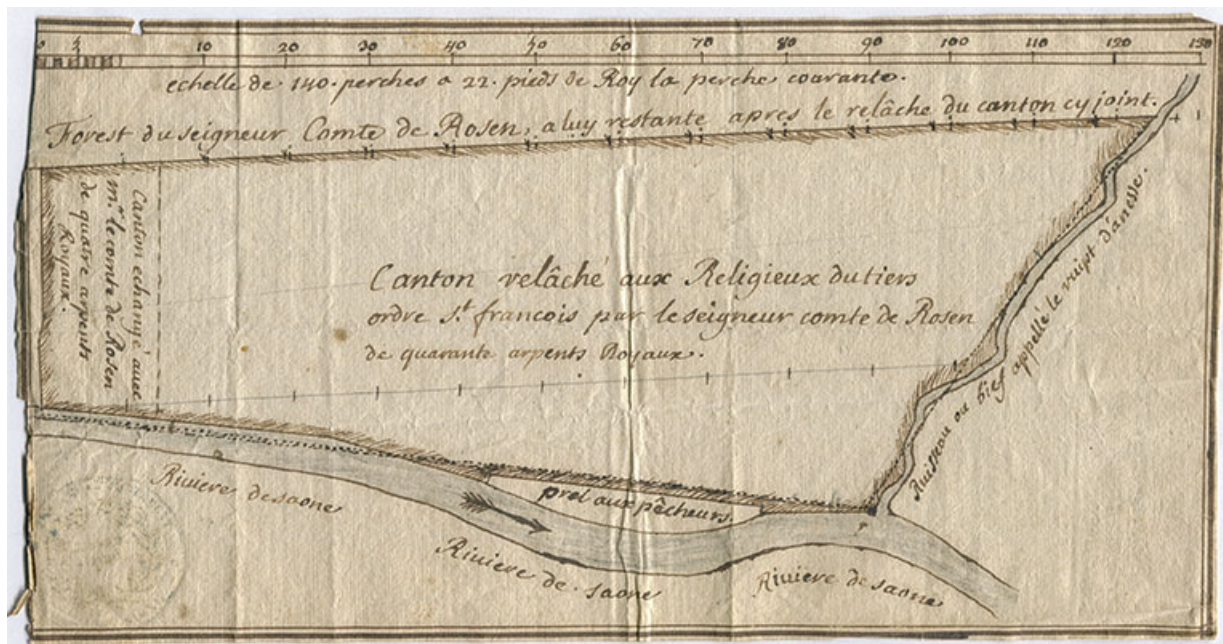 0 5 10 20 30 40 50 60 70 80 90 100 110 120 130
echelle de 140. perches a 22. pieds de Roy la perche courante.
Forest du seigneur Comte de Rosen, a luy restante apres le relâche du canton cy joint.
Canton echangé avec
mr. le comte de Rosen
de quatre arpents
Royaux.
Canton relâché aux Religieux du tiers
ordre St. francois par le seigneur comte de Rosen
de quarante arpents Royaux.
Ruisseau ou bief appellé le vuipt d'anesse.
prel aux pêcheurs.
Riviere de saone
Riviere de saone
Riviere de saone